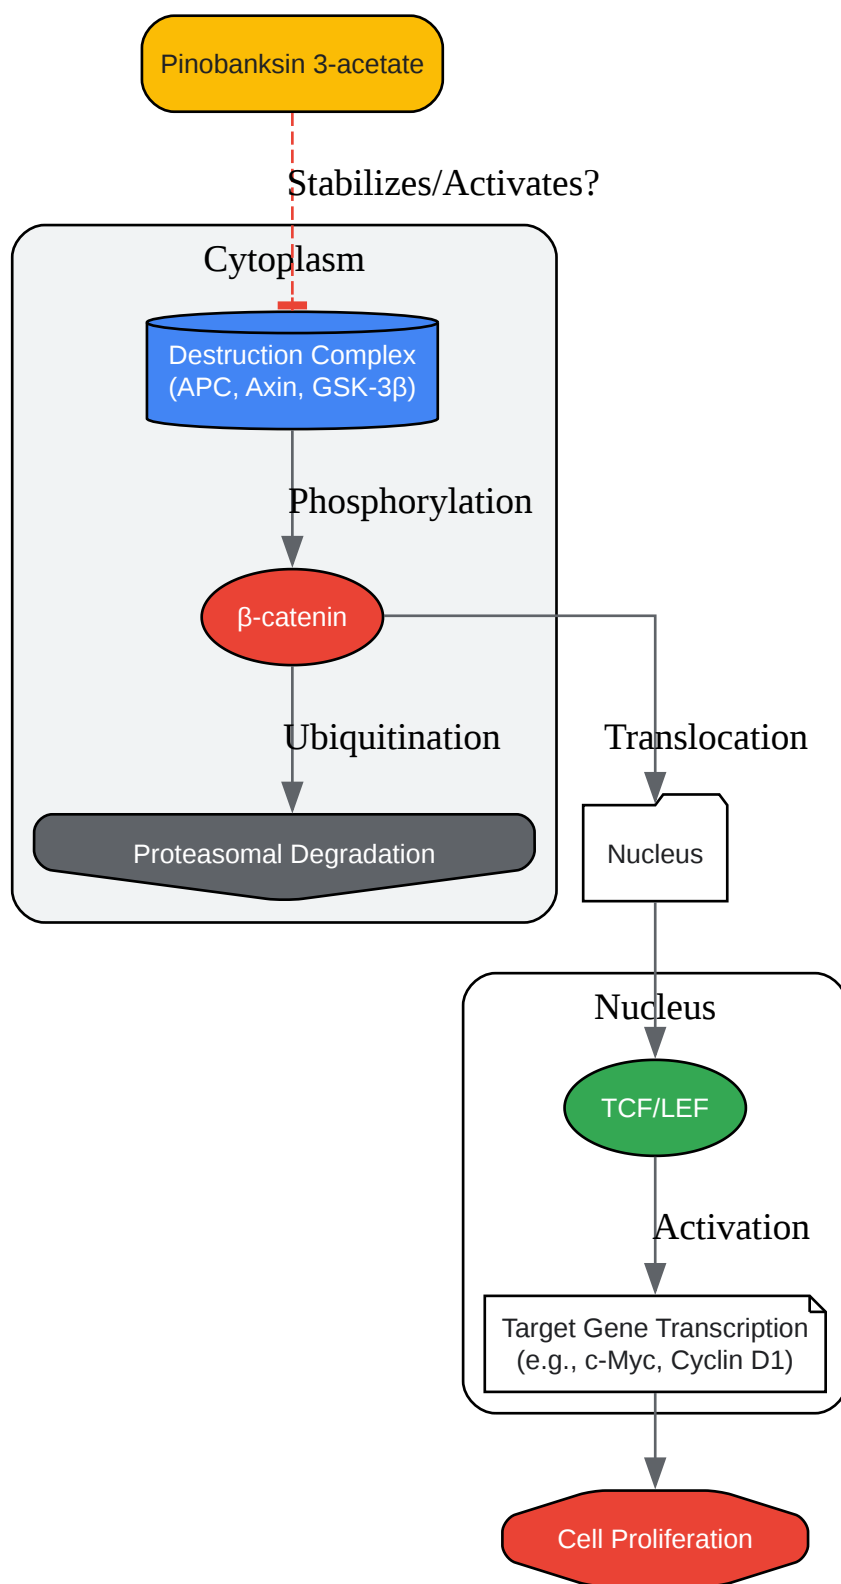 Pinobanksin 3-acetate
Stabilizes/Activates?
Cytoplasm
Destruction Complex
(APC, Axin, GSK-3β)
Phosphorylation
β-catenin
Ubiquitination
Translocation
Proteasomal Degradation
Nucleus
Nucleus
TCF/LEF
Activation
Target Gene Transcription
(e.g., c-Myc, Cyclin D1)
Cell Proliferation